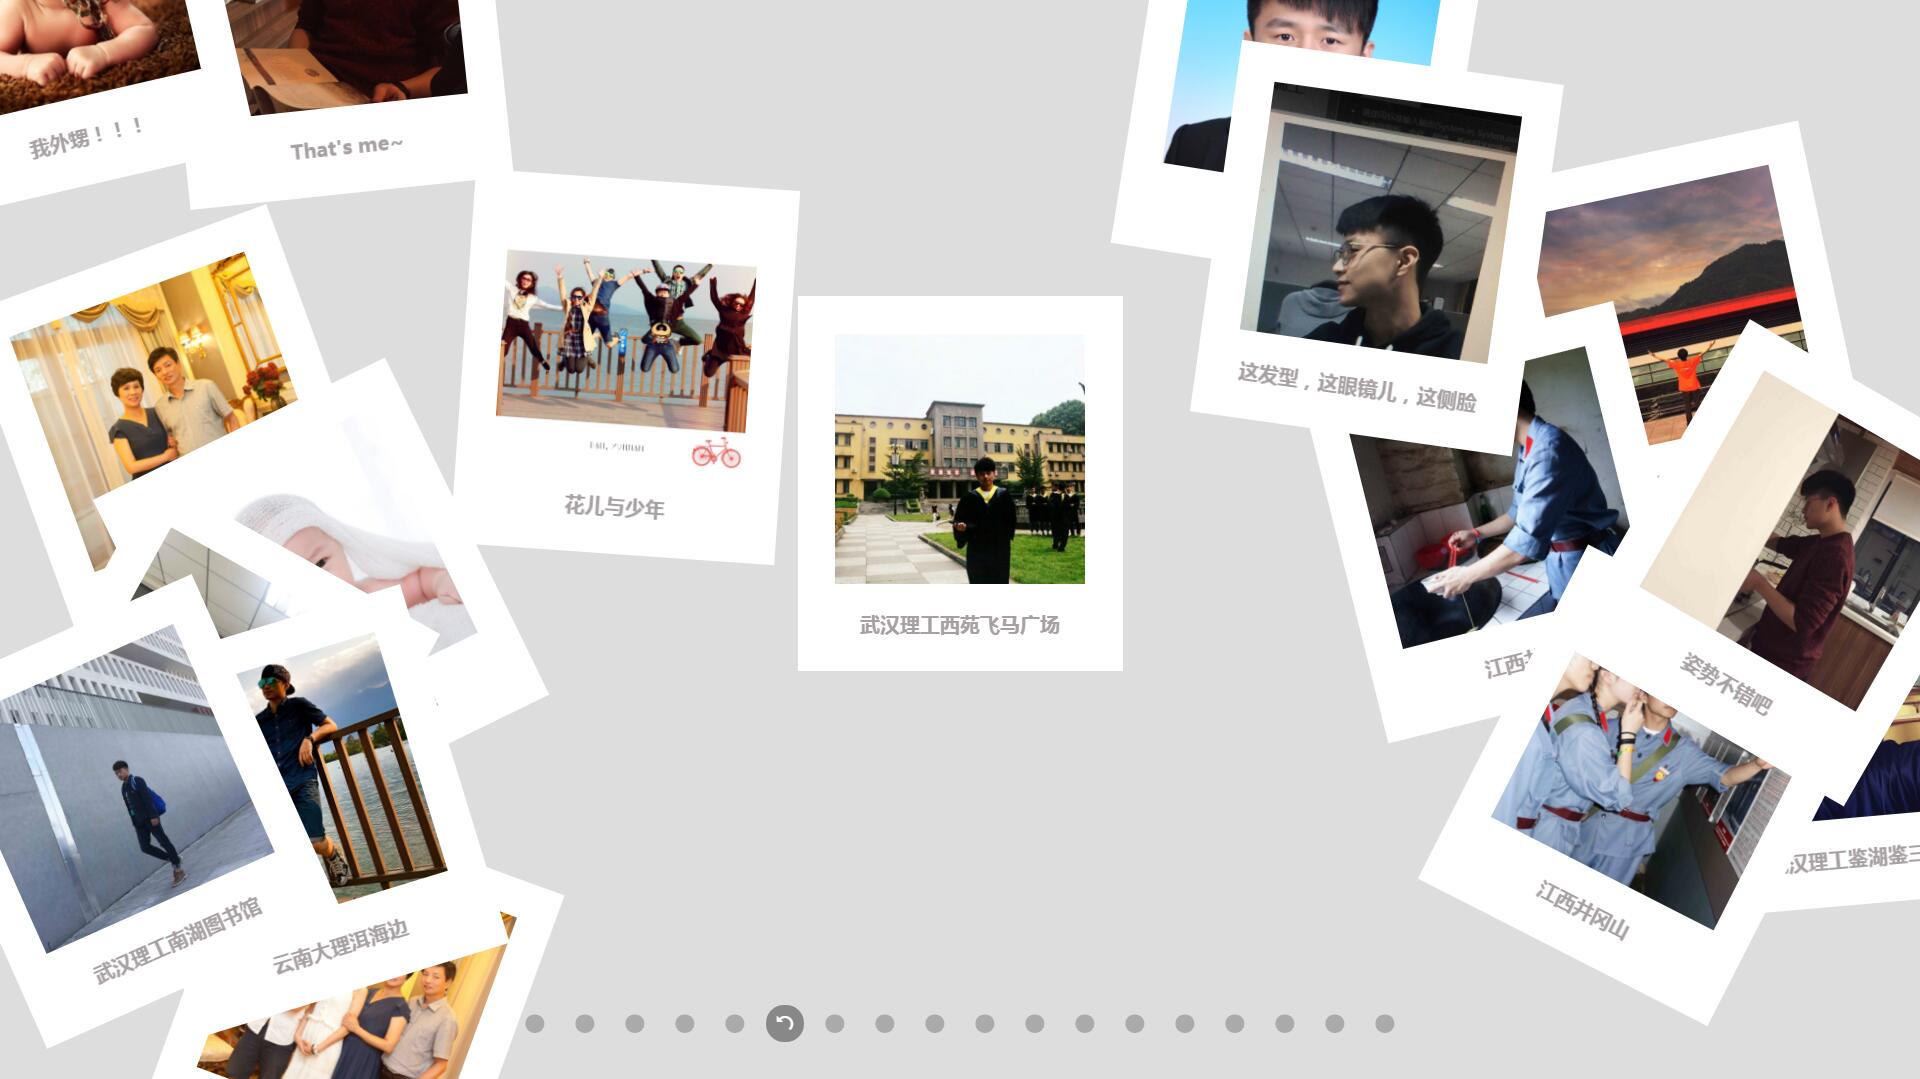 我外甥！！！
That's me~
花儿与少年
武汉理工西苑飞马广场
这发型，这眼镜儿，这侧脸
江西井
姿势不错吧
江西井冈山
汉理工鉴湖鉴三
武汉理工南湖图书馆
云南大理洱海边